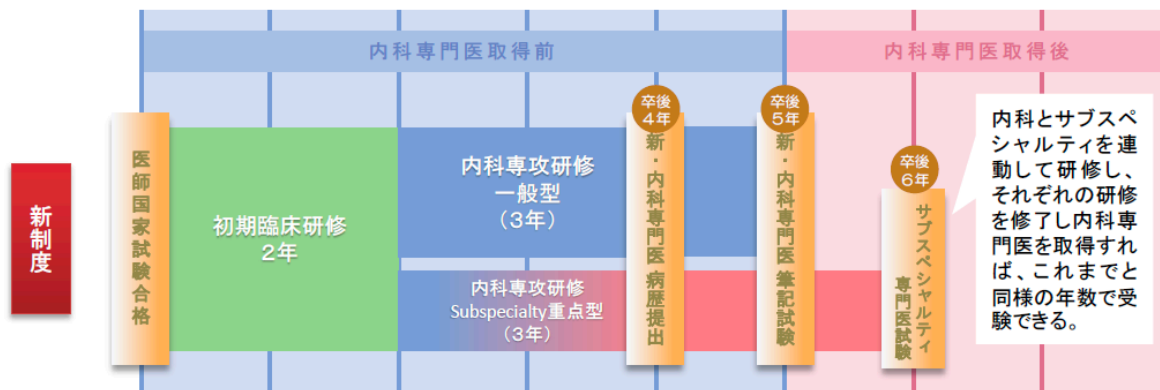 内科専門医取得前
内科専門医取得後
新制度
医師国家試験合格
初期臨床研修
2年
内科専攻研修
一般型
(3年)
内科専攻研修
Subspecialty重点型
(3年)
卒後
4年
新・内科専門医 病歴提出
卒後
5年
新・内科専門医 筆記試験
卒後
6年
サブスペシャルティ
専門医試験
内科とサブスペ
シャルティを連
動して研修し、
それぞれの研修
を修了し内科専
門医を取得すれ
ば、これまでと
同様の年数で受
験できる。